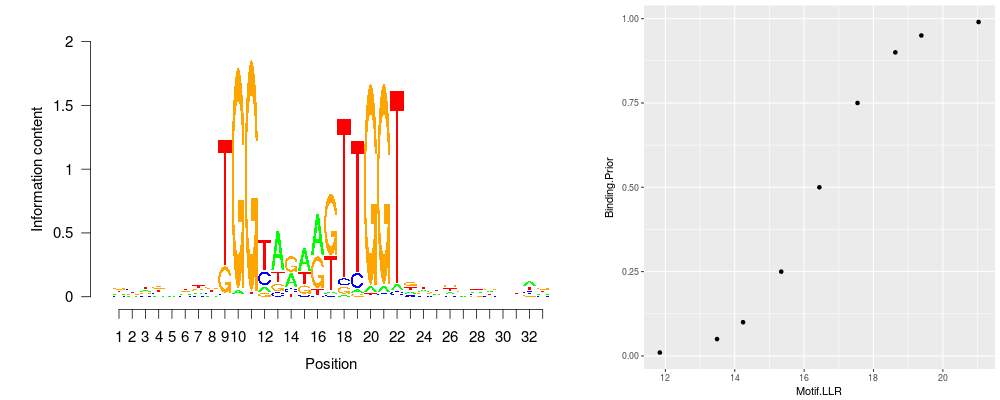 Information content
2
1.5
1
0.5
0
1 2 3 4 5 6 7 8 9 10 12 14 16 18 20 22 24 26 28 30 32
Position
T G G T A G A A G T T G G T
G C T A T G T C C
G G
Binding.Prior
1.00
0.75
0.50
0.25
0.00
12 14 16 18 20
Motif.LLR